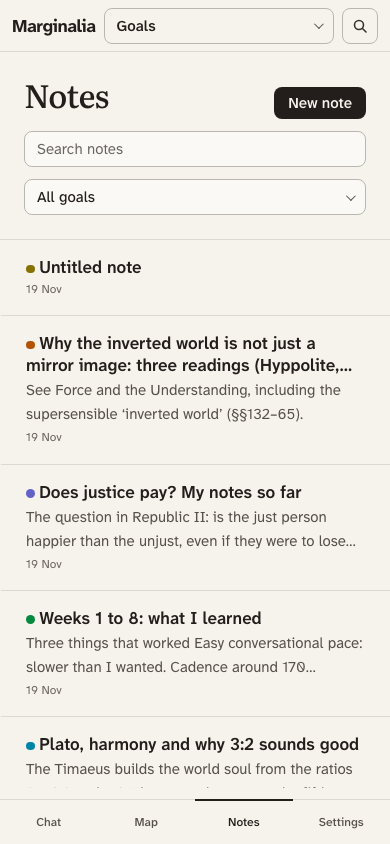 Marginalia
Goals
Notes
New note
Search notes
All goals
Untitled note
19 Nov
Why the inverted world is not just a
mirror image: three readings (Hyppolite,...
See Force and the Understanding, including the
supersensible ‘inverted world’ (§§132–65).
19 Nov
Does justice pay? My notes so far
The question in Republic II: is the just person
happier than the unjust, even if they were to lose...
19 Nov
Weeks 1 to 8: what I learned
Three things that worked Easy conversational pace:
slower than I wanted. Cadence around 170...
19 Nov
Plato, harmony and why 3:2 sounds good
The Timaeus builds the world soul from the ratios
Chat
Map
Notes
Settings